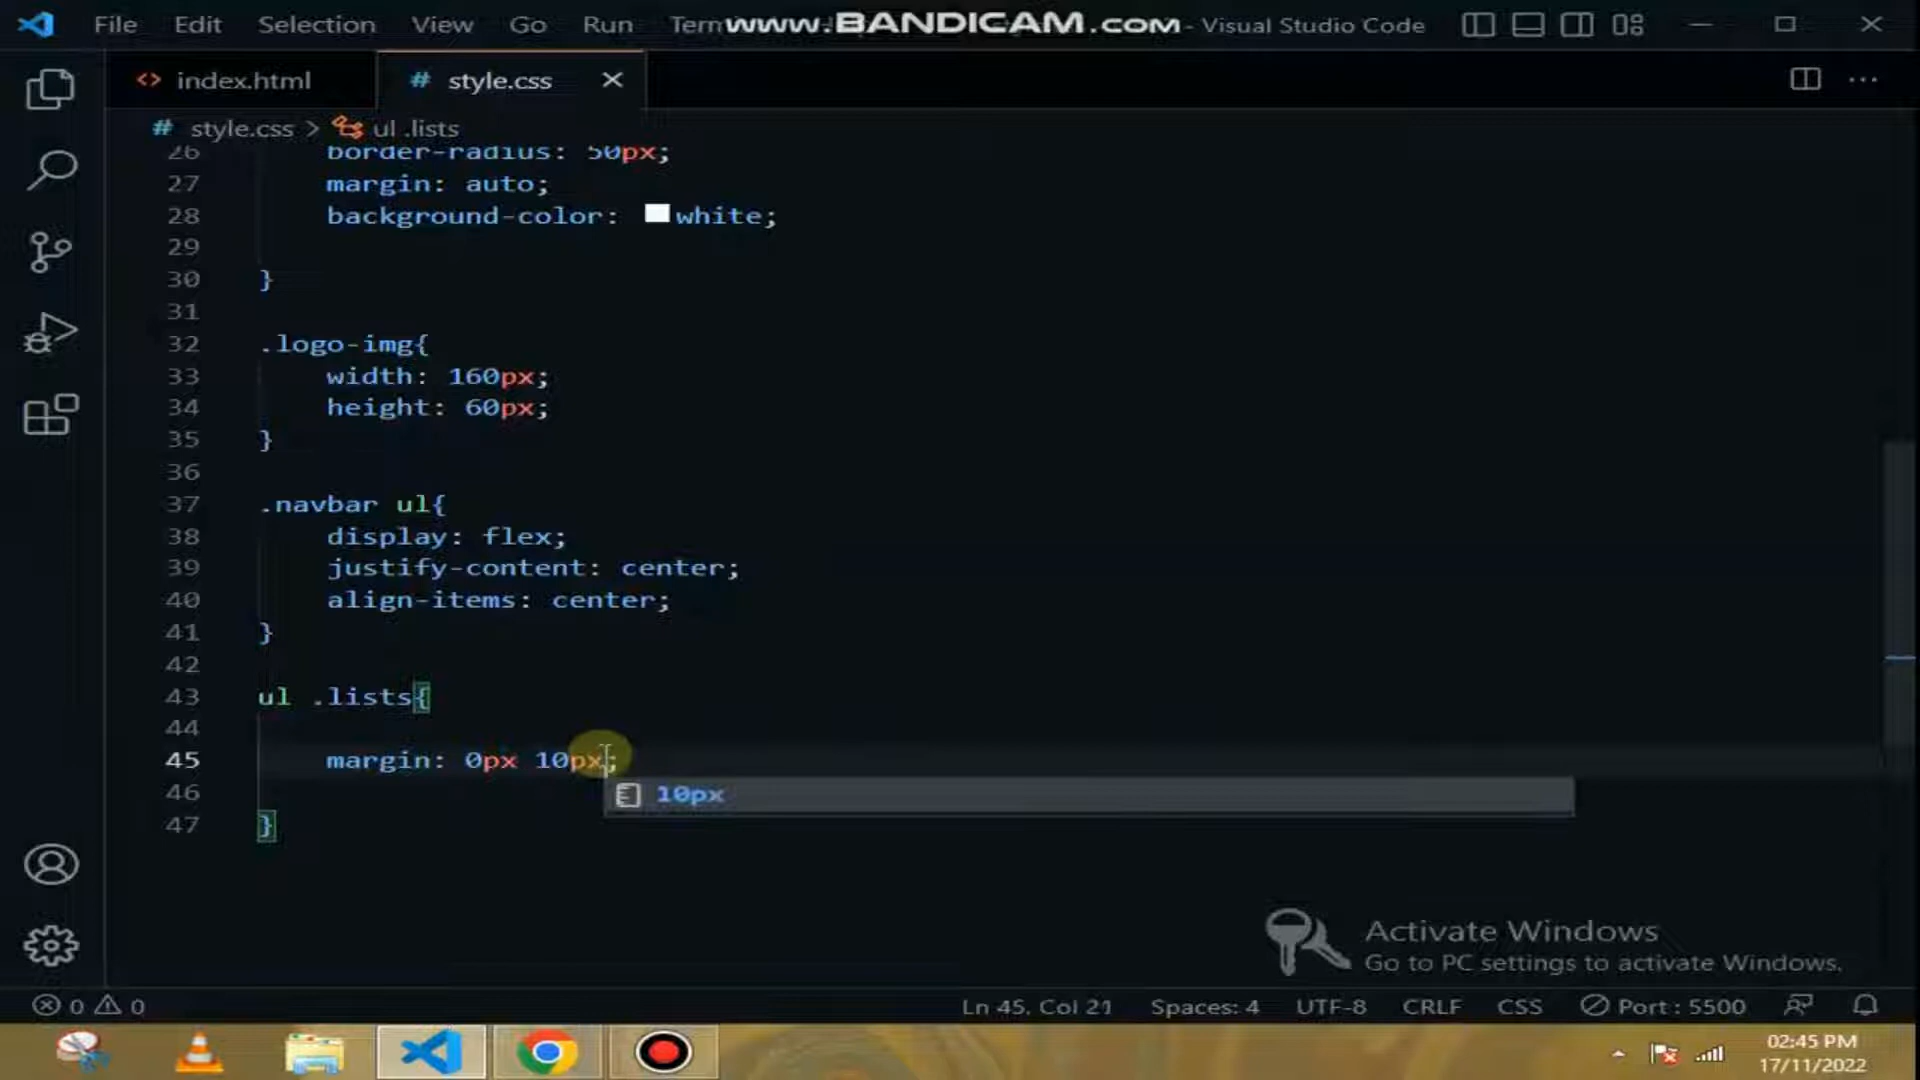 File Edit Selection View Go Run Term www.BANDICAM.com - Visual Studio Code
index.html
# style.css
# style.css > ul .lists
26 border-radius: 50px;
27 margin: auto;
28 background-color: white;
29
30 }
31
32 .logo-img{
33 width: 160px;
34 height: 60px;
35 }
36
37 .navbar ul{
38 display: flex;
39 justify-content: center;
40 align-items: center;
41 }
42
43 ul .lists{
44
45 margin: 0px 10px;
10px
46
47 }
Activate Windows
Go to PC settings to activate Windows.
0 0 Ln 45, Col 21 Spaces: 4 UTF-8 CRLF CSS Port : 5500
02:45 PM
17/11/2022